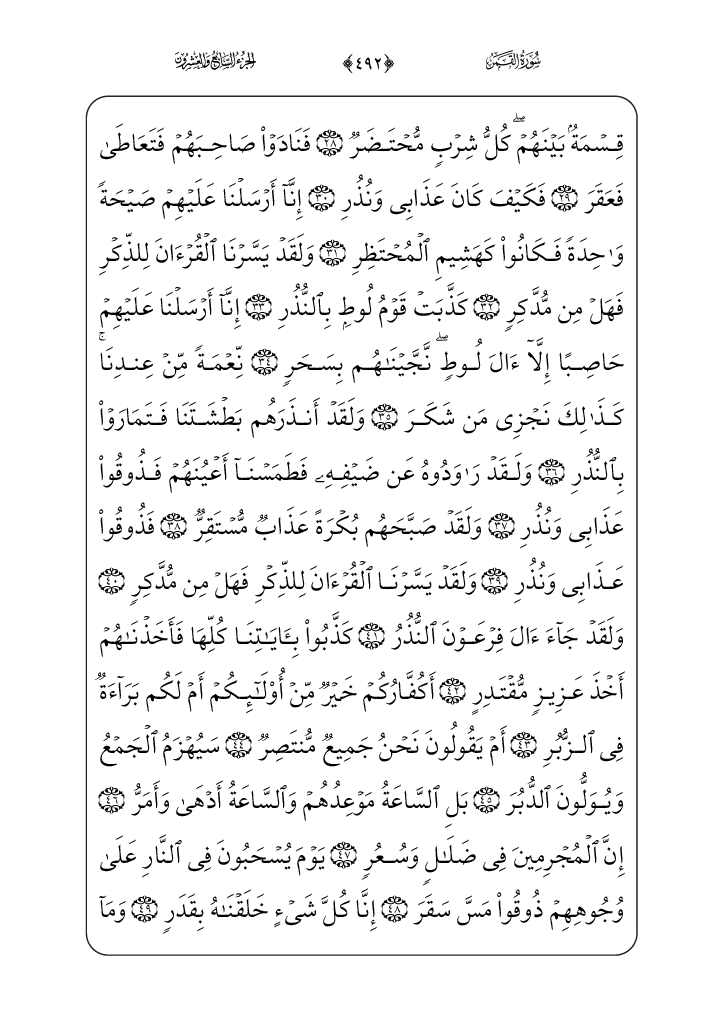 سُورَةُ القَمَرِ ﴿٤٩٢﴾ الجُزْءُ السَّابِعُ وَالعِشْرُونَ
قِسْمَةُۢ بَيْنَهُمْۖ كُلُّ شِرْبٍ مُّحْتَضَرٌ ٢٨ فَنَادَوْا۟ صَاحِبَهُمْ فَتَعَاطَىٰ
فَعَقَرَ ٢٩ فَكَيْفَ كَانَ عَذَابِى وَنُذُرِ ٣٠ إِنَّآ أَرْسَلْنَا عَلَيْهِمْ صَيْحَةً
وَٰحِدَةً فَكَانُوا۟ كَهَشِيمِ ٱلْمُحْتَظِرِ ٣١ وَلَقَدْ يَسَّرْنَا ٱلْقُرْءَانَ لِلذِّكْرِ
فَهَلْ مِن مُّدَّكِرٍ ٣٢ كَذَّبَتْ قَوْمُ لُوطٍۭ بِٱلنُّذُرِ ٣٣ إِنَّآ أَرْسَلْنَا عَلَيْهِمْ
حَاصِبًا إِلَّآ ءَالَ لُوطٍۖ نَّجَّيْنَٰهُم بِسَحَرٍ ٣٤ نِّعْمَةً مِّنْ عِندِنَاۚ
كَذَٰلِكَ نَجْزِى مَن شَكَرَ ٣٥ وَلَقَدْ أَنذَرَهُم بَطْشَتَنَا فَتَمَارَوْا۟
بِٱلنُّذُرِ ٣٦ وَلَقَدْ رَٰوَدُوهُ عَن ضَيْفِهِۦ فَطَمَسْنَآ أَعْيُنَهُمْ فَذُوقُوا۟
عَذَابِى وَنُذُرِ ٣٧ وَلَقَدْ صَبَّحَهُم بُكْرَةً عَذَابٌ مُّسْتَقِرٌّ ٣٨ فَذُوقُوا۟
عَذَابِى وَنُذُرِ ٣٩ وَلَقَدْ يَسَّرْنَا ٱلْقُرْءَانَ لِلذِّكْرِ فَهَلْ مِن مُّدَّكِرٍ ٤٠
وَلَقَدْ جَآءَ ءَالَ فِرْعَوْنَ ٱلنُّذُرُ ٤١ كَذَّبُوا۟ بِـَٔايَٰتِنَا كُلِّهَا فَأَخَذْنَٰهُمْ
أَخْذَ عَزِيزٍ مُّقْتَدِرٍ ٤٢ أَكُفَّارُكُمْ خَيْرٌ مِّنْ أُو۟لَٰٓئِكُمْ أَمْ لَكُم بَرَآءَةٌ
فِى ٱلزُّبُرِ ٤٣ أَمْ يَقُولُونَ نَحْنُ جَمِيعٌ مُّنتَصِرٌ ٤٤ سَيُهْزَمُ ٱلْجَمْعُ
وَيُوَلُّونَ ٱلدُّبُرَ ٤٥ بَلِ ٱلسَّاعَةُ مَوْعِدُهُمْ وَٱلسَّاعَةُ أَدْهَىٰ وَأَمَرُّ ٤٦
إِنَّ ٱلْمُجْرِمِينَ فِى ضَلَٰلٍ وَسُعُرٍ ٤٧ يَوْمَ يُسْحَبُونَ فِى ٱلنَّارِ عَلَىٰ
وُجُوهِهِمْ ذُوقُوا۟ مَسَّ سَقَرَ ٤٨ إِنَّا كُلَّ شَىْءٍ خَلَقْنَٰهُ بِقَدَرٍ ٤٩ وَمَآ